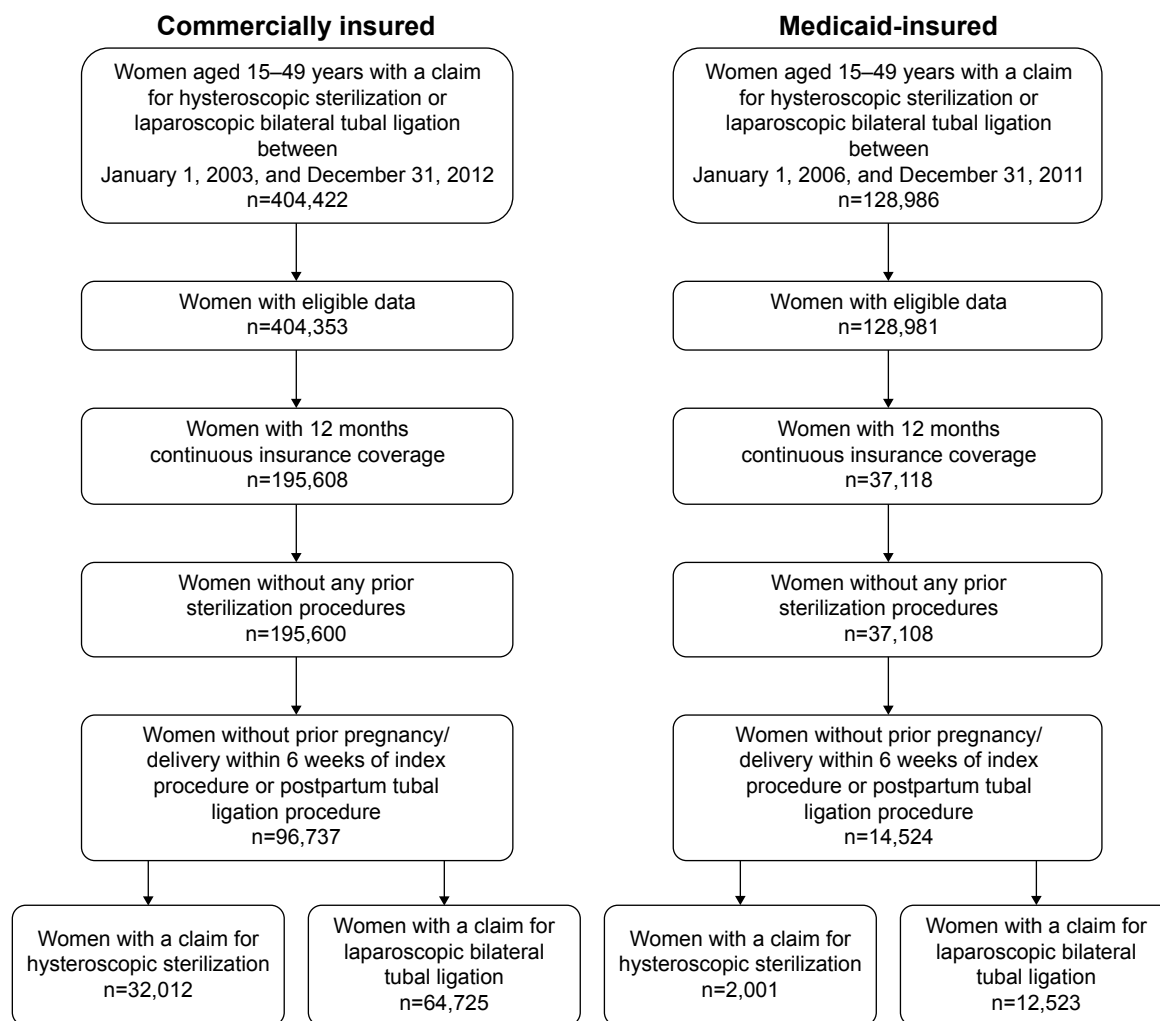 Commercially insured
Women aged 15–49 years with a claim
for hysteroscopic sterilization or
laparoscopic bilateral tubal ligation
between
January 1, 2003, and December 31, 2012
n=404,422
Women with eligible data
n=404,353
Women with 12 months
continuous insurance coverage
n=195,608
Women without any prior
sterilization procedures
n=195,600
Women without prior pregnancy/
delivery within 6 weeks of index
procedure or postpartum tubal
ligation procedure
n=96,737
Women with a claim for
hysteroscopic sterilization
n=32,012
Women with a claim for
laparoscopic bilateral
tubal ligation
n=64,725
Medicaid-insured
Women aged 15–49 years with a claim
for hysteroscopic sterilization or
laparoscopic bilateral tubal ligation
between
January 1, 2006, and December 31, 2011
n=128,986
Women with eligible data
n=128,981
Women with 12 months
continuous insurance coverage
n=37,118
Women without any prior
sterilization procedures
n=37,108
Women without prior pregnancy/
delivery within 6 weeks of index
procedure or postpartum tubal
ligation procedure
n=14,524
Women with a claim for
hysteroscopic sterilization
n=2,001
Women with a claim for
laparoscopic bilateral
tubal ligation
n=12,523